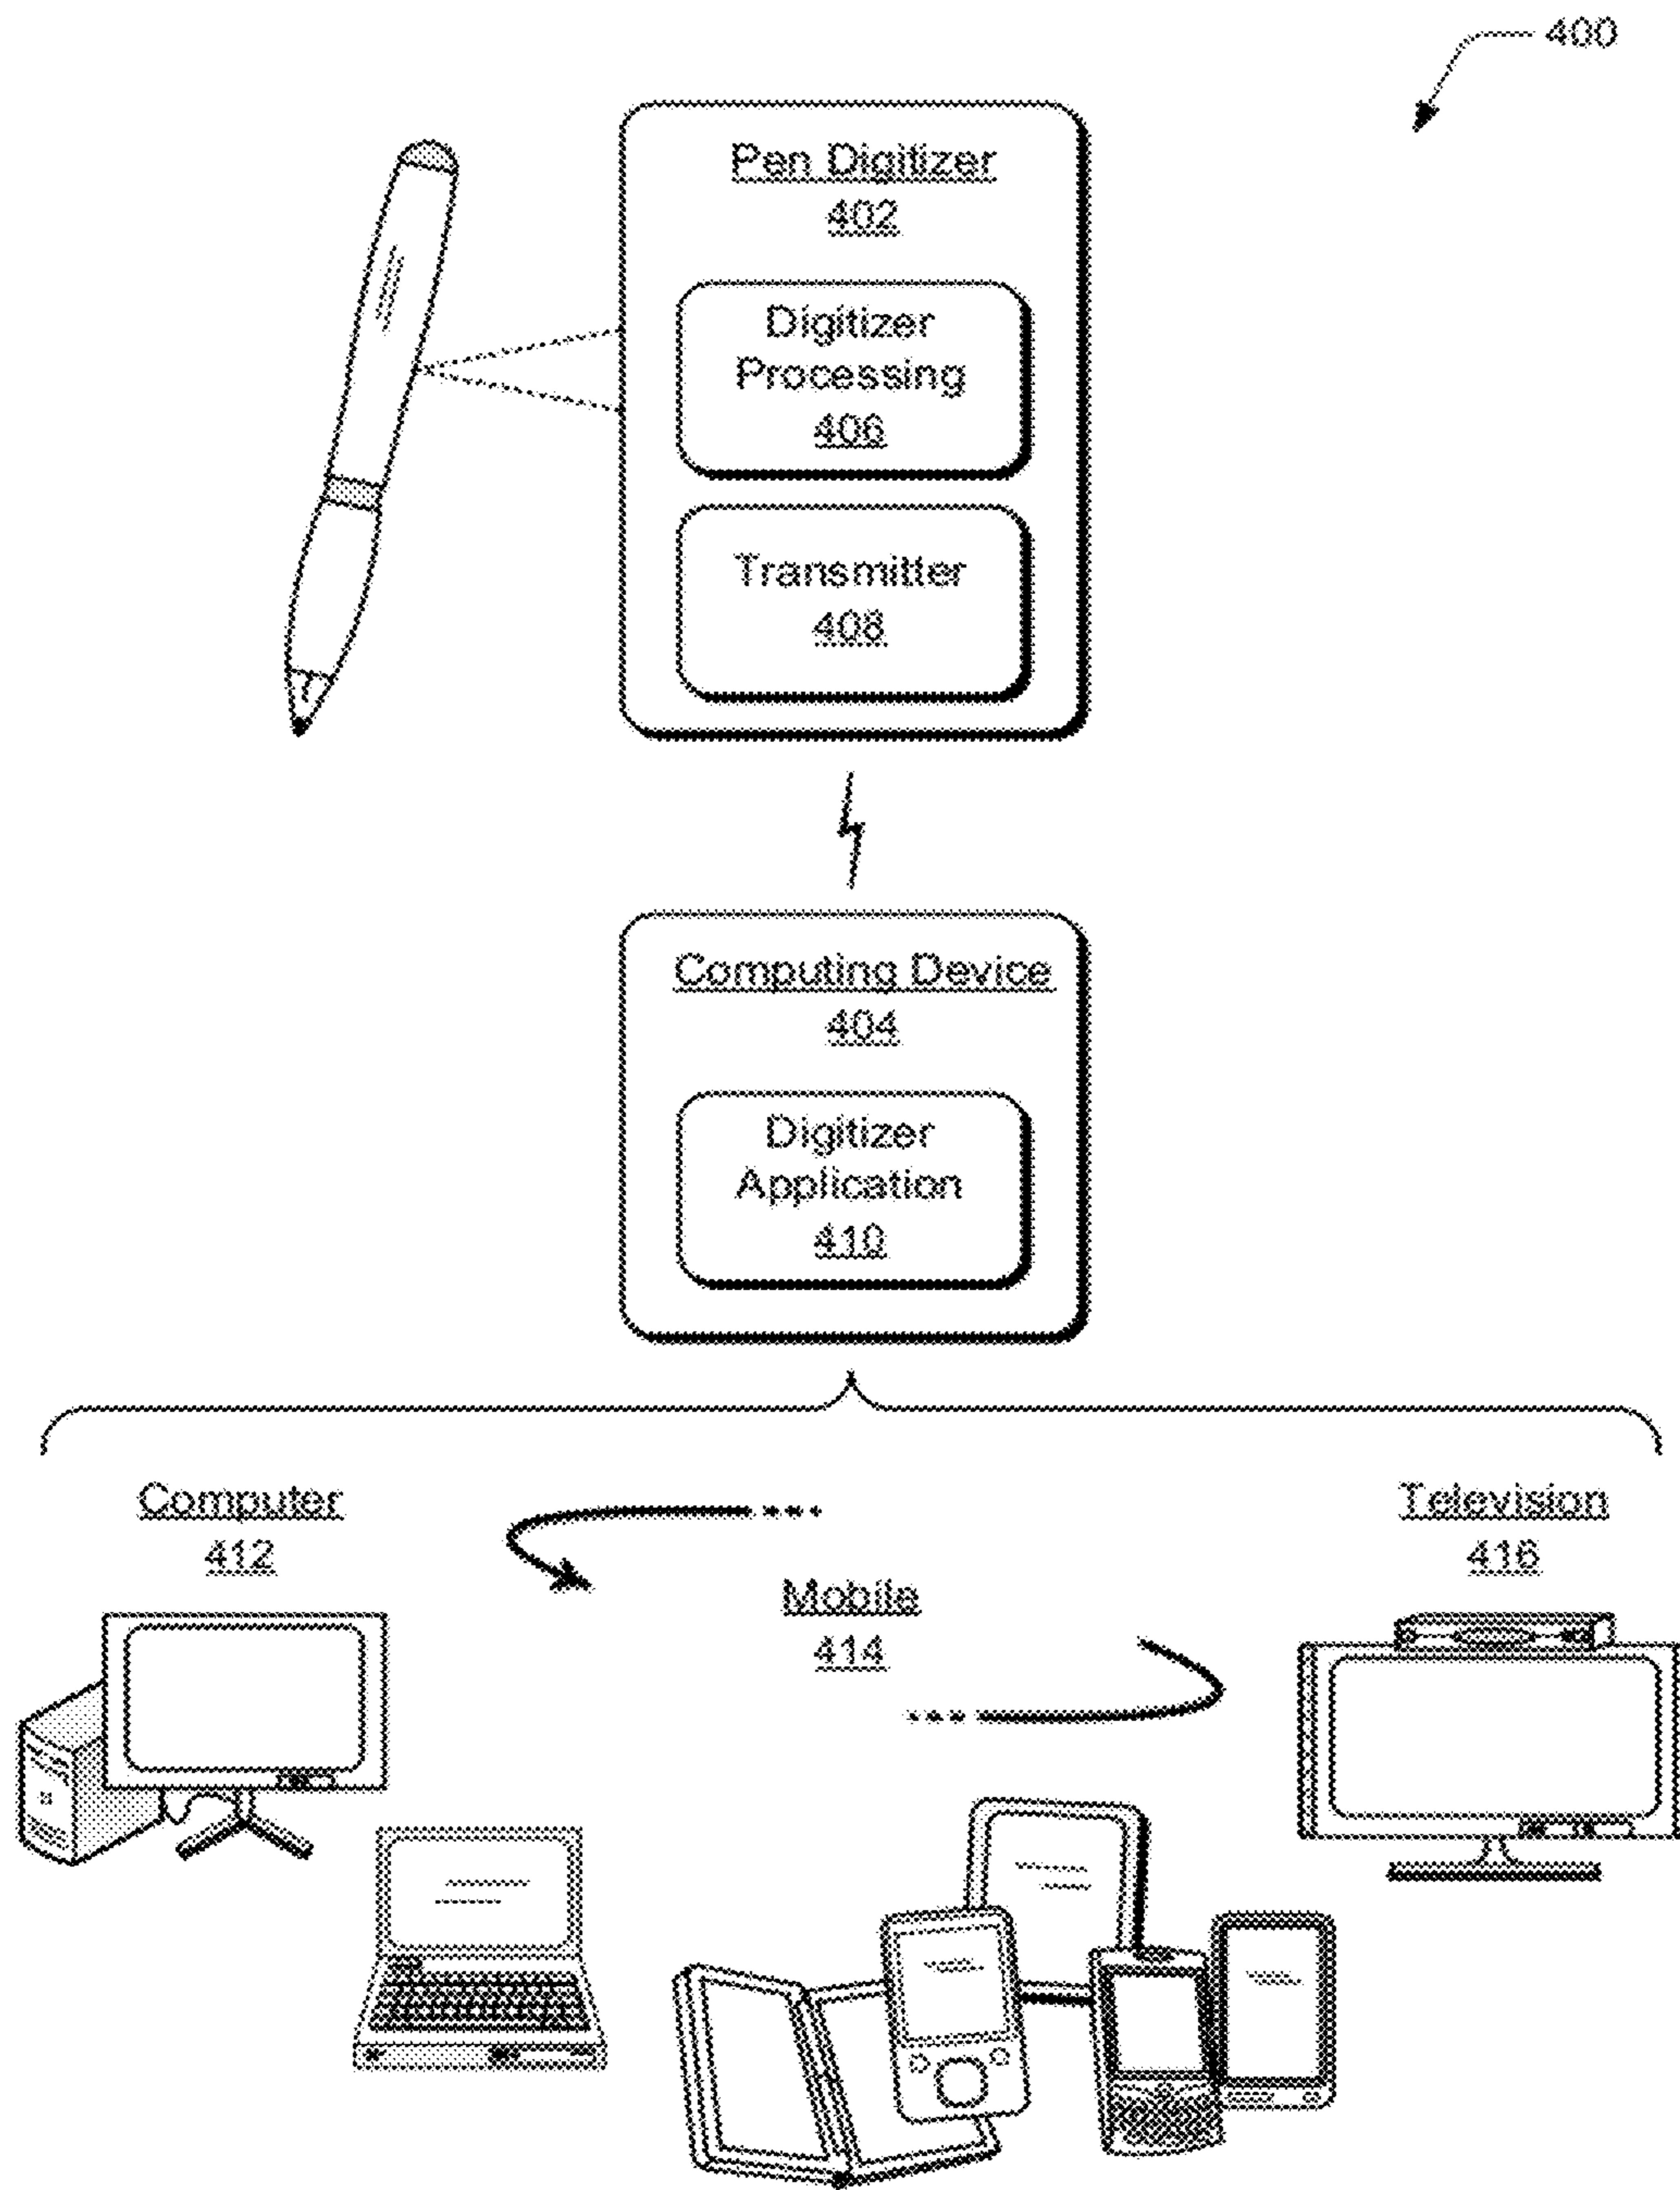 400
Pen Digitizer
402
Digitizer
Processing
406
Transmitter
408
Computing Device
404
Digitizer
Application
410
Computer
412
Mobile
414
Television
416